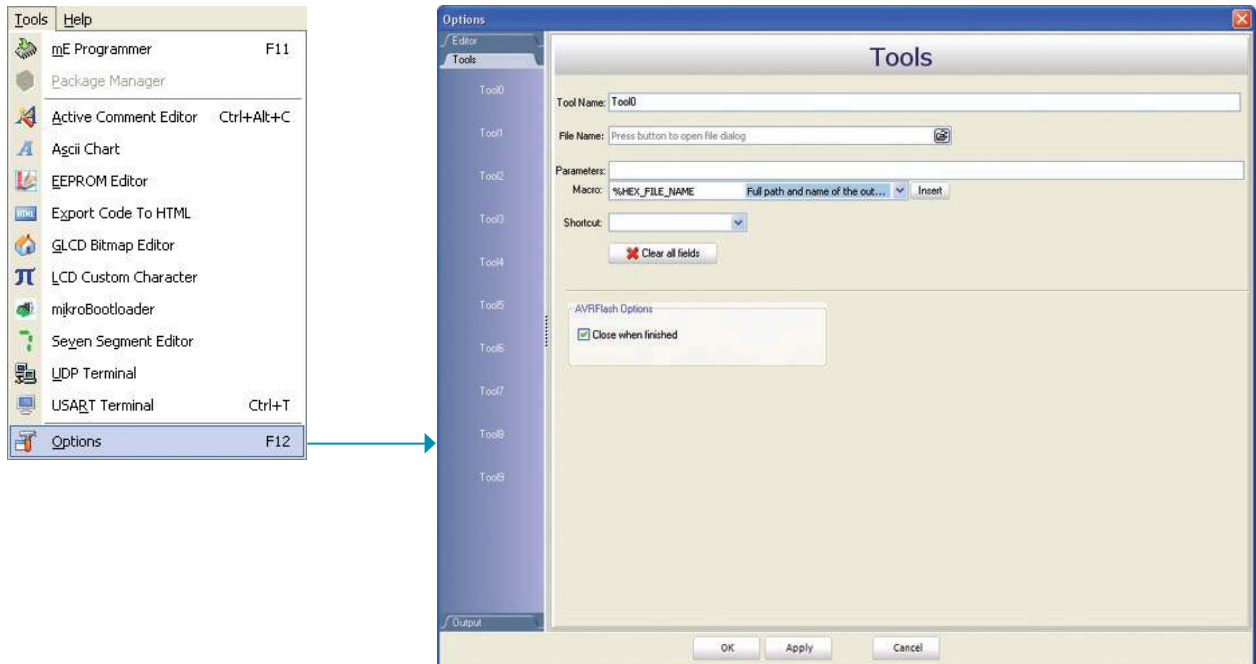 Tools Help
mE Programmer F11
Package Manager
Active Comment Editor Ctrl+Alt+C
Ascii Chart
EEPROM Editor
HTML Export Code To HTML
GLCD Bitmap Editor
LCD Custom Character
mikroBootloader
Seven Segment Editor
UDP Terminal
USART Terminal Ctrl+T
Options F12
Options
Editor
Tools
Tool0
Tool1
Tool2
Tool3
Tool4
Tool5
Tool6
Tool7
Tool8
Tool9
Output
Tools
Tool Name: Tool0
File Name: Press button to open file dialog
Parameters:
Macro: %HEX_FILE_NAME Full path and name of the out... Insert
Shortcut:
Clear all fields
AVRFlash Options
Close when finished
OK Apply Cancel